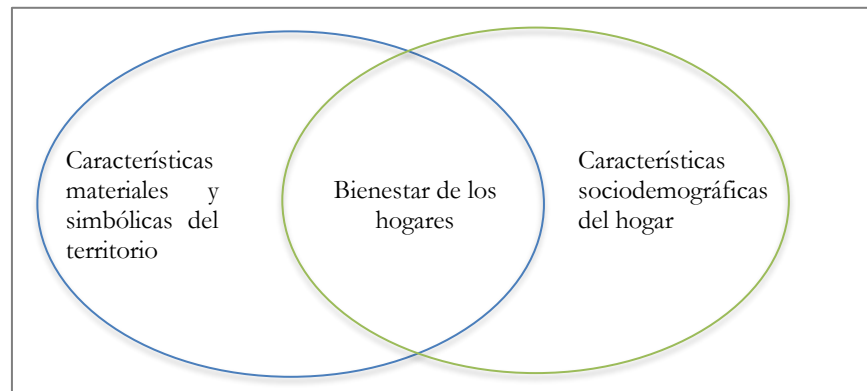 Características
materiales y
simbólicas del
territorio
Bienestar de los
hogares
Características
sociodemográficas
del hogar